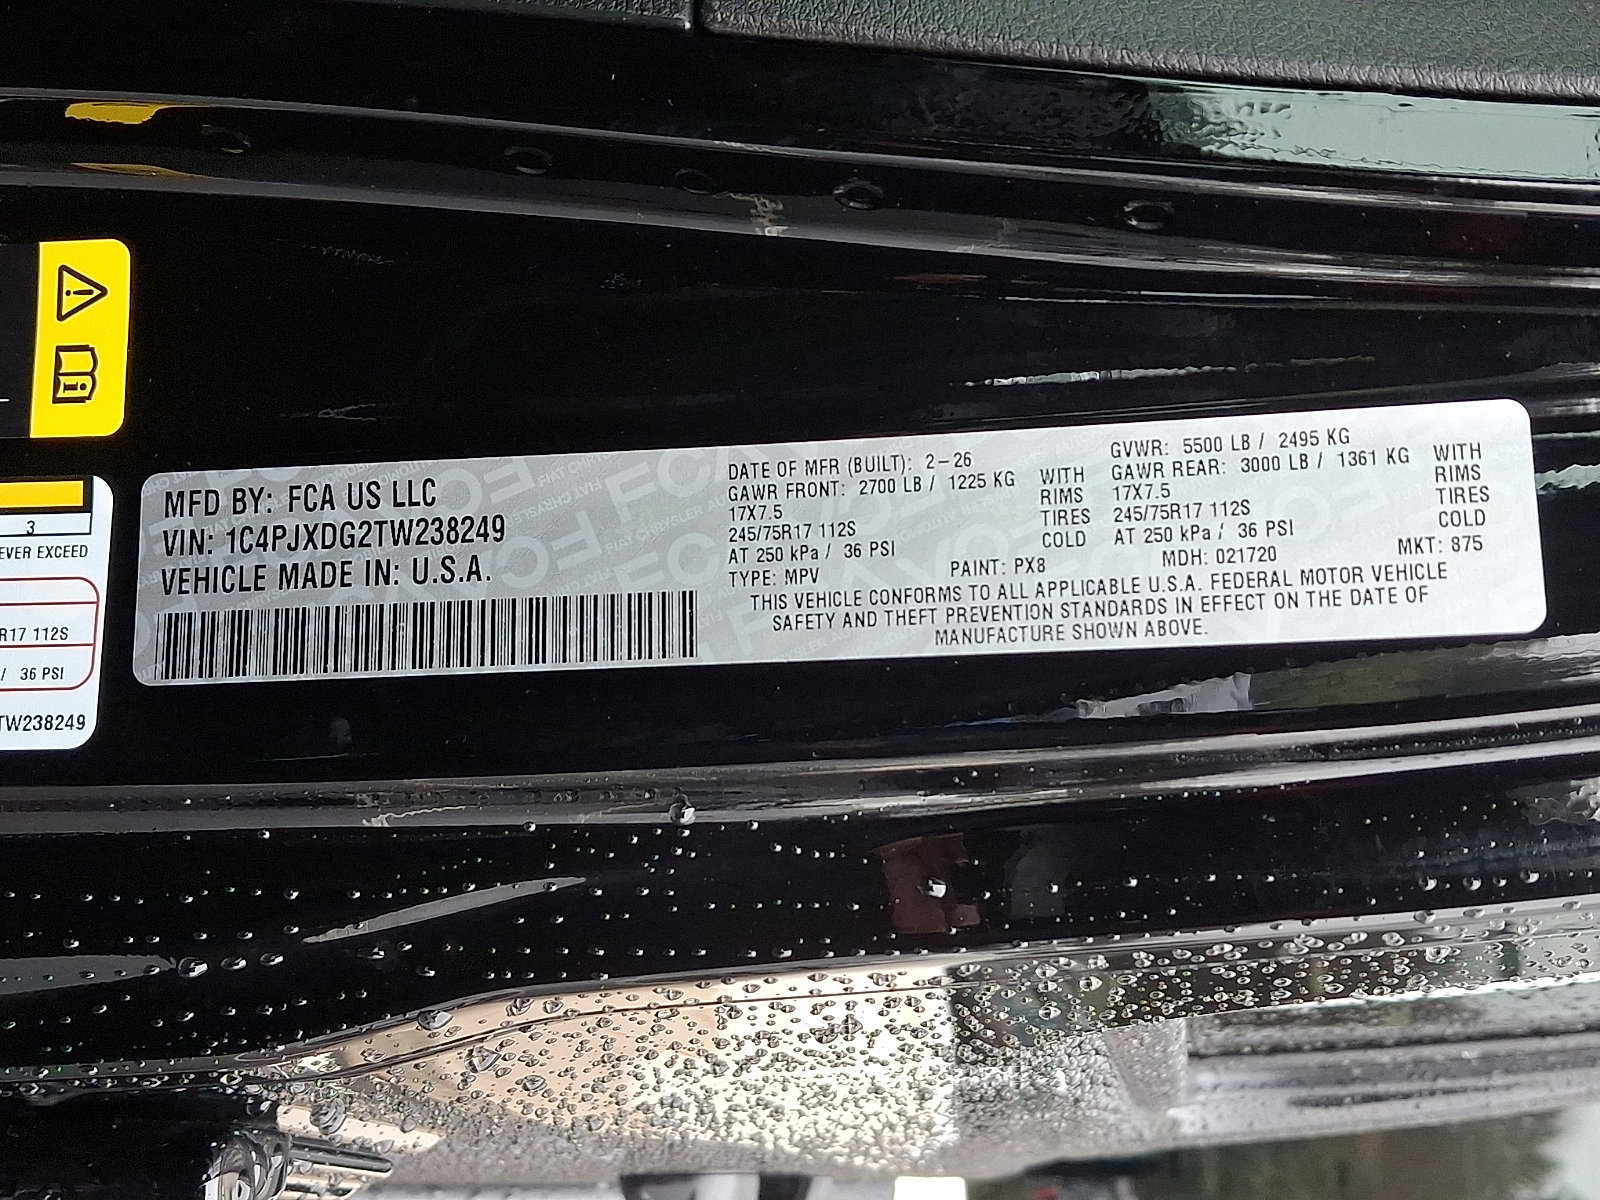 MFD BY: FCA US LLC
VIN: 1C4PJXDG2TW238249
VEHICLE MADE IN: U.S.A.
DATE OF MFR (BUILT): 2-26
GAWR FRONT: 2700 LB / 1225 KG WITH
17X7.5 RIMS
245/75R17 112S TIRES
AT 250 kPa / 36 PSI COLD
GVWR: 5500 LB / 2495 KG
GAWR REAR: 3000 LB / 1361 KG WITH
17X7.5 RIMS
245/75R17 112S TIRES
AT 250 kPa / 36 PSI COLD
TYPE: MPV PAINT: PX8 MDH: 021720 MKT: 875
THIS VEHICLE CONFORMS TO ALL APPLICABLE U.S.A. FEDERAL MOTOR VEHICLE
SAFETY AND THEFT PREVENTION STANDARDS IN EFFECT ON THE DATE OF
MANUFACTURE SHOWN ABOVE.
3
EVER EXCEED
R17 112S
/ 36 PSI
TW238249